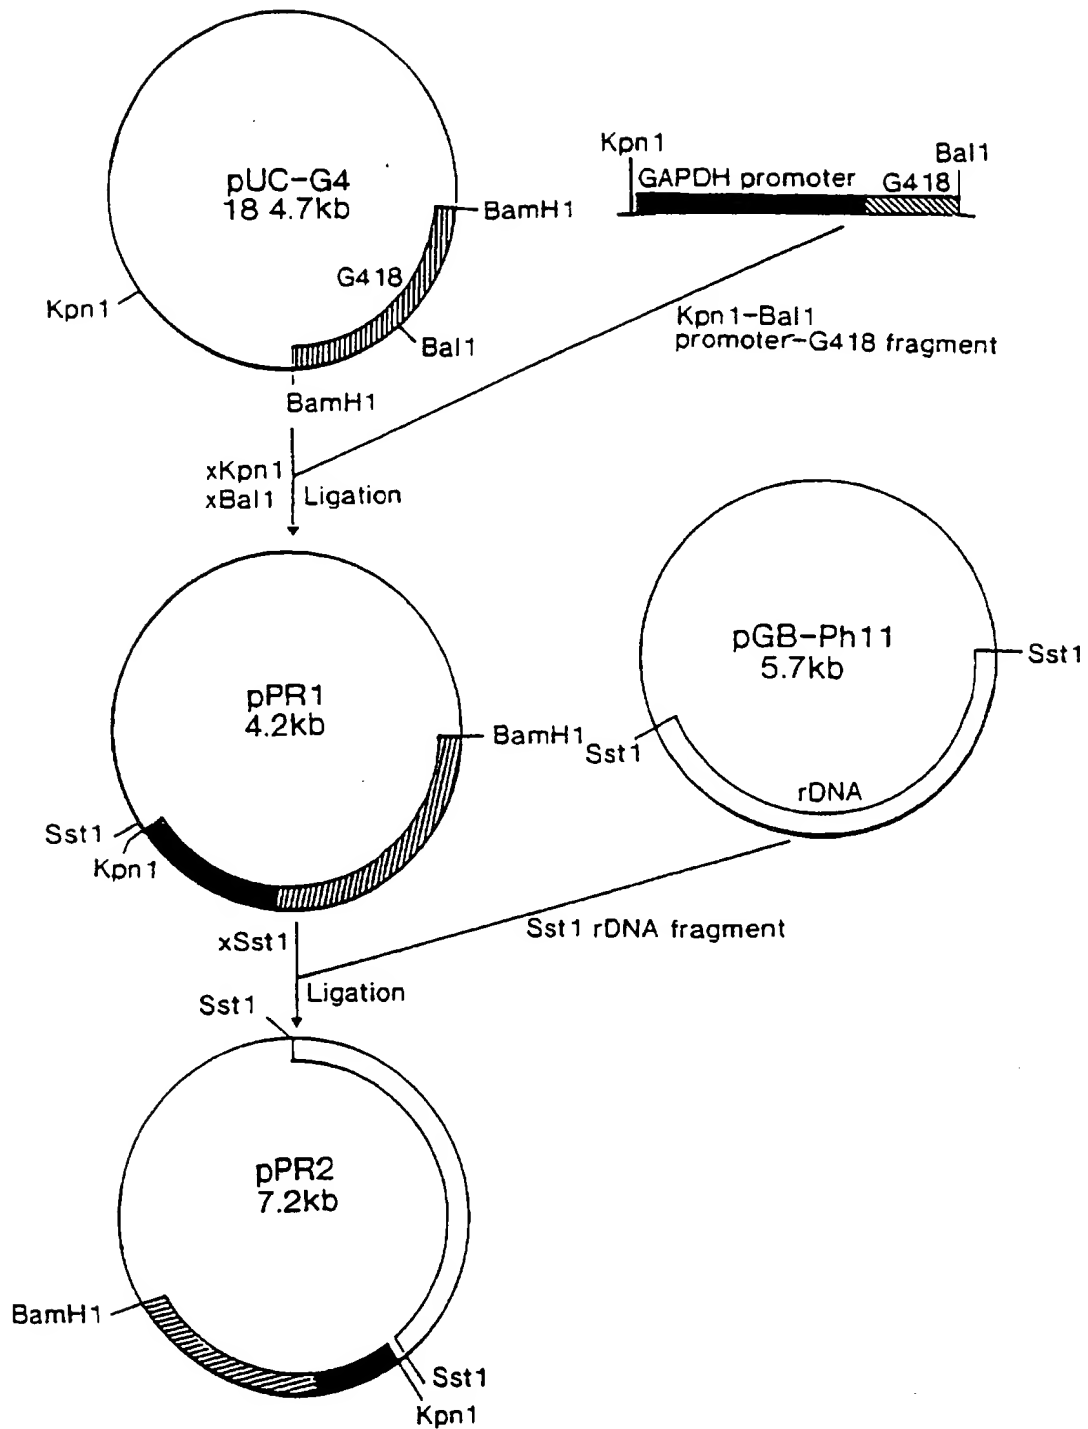 pUC-G4
18 4.7kb
BamH1
G418
Kpn1
Bal1
BamH1
Kpn1
Bal1
GAPDH promoter
G418
Kpn1-Bal1
promoter-G418 fragment
xKpn1
xBal1
Ligation
pPR1
4.2kb
BamH1
Sst1
Kpn1
pGB-Ph11
5.7kb
Sst1
Sst1
rDNA
xSst1
Sst1 rDNA fragment
Ligation
Sst1
pPR2
7.2kb
BamH1
Sst1
Kpn1